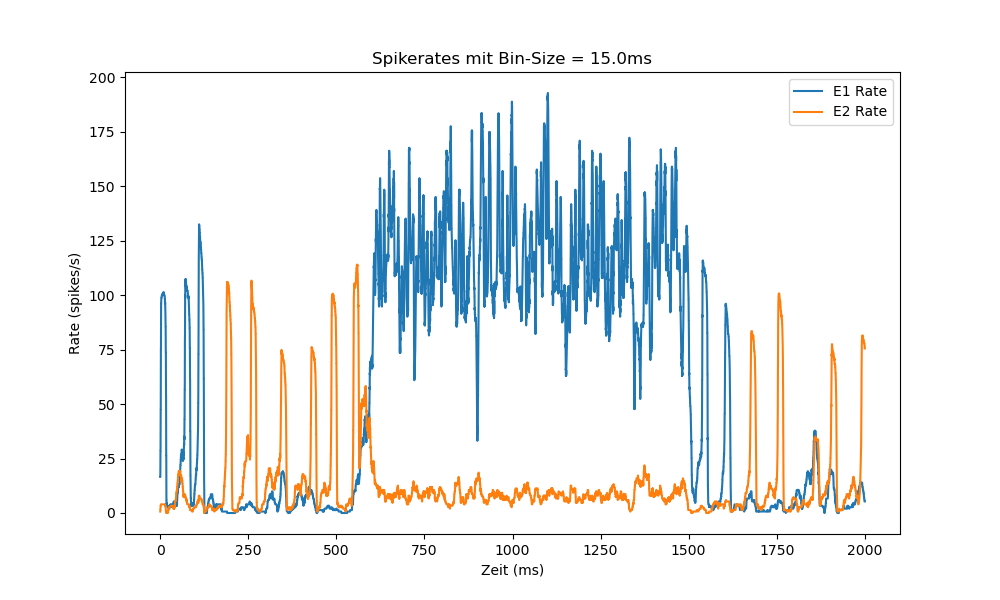 Spikerates mit Bin-Size = 15.0ms
E1 Rate
E2 Rate
200
175
150
125
100
75
50
25
0
Rate (spikes/s)
0 250 500 750 1000 1250 1500 1750 2000
Zeit (ms)